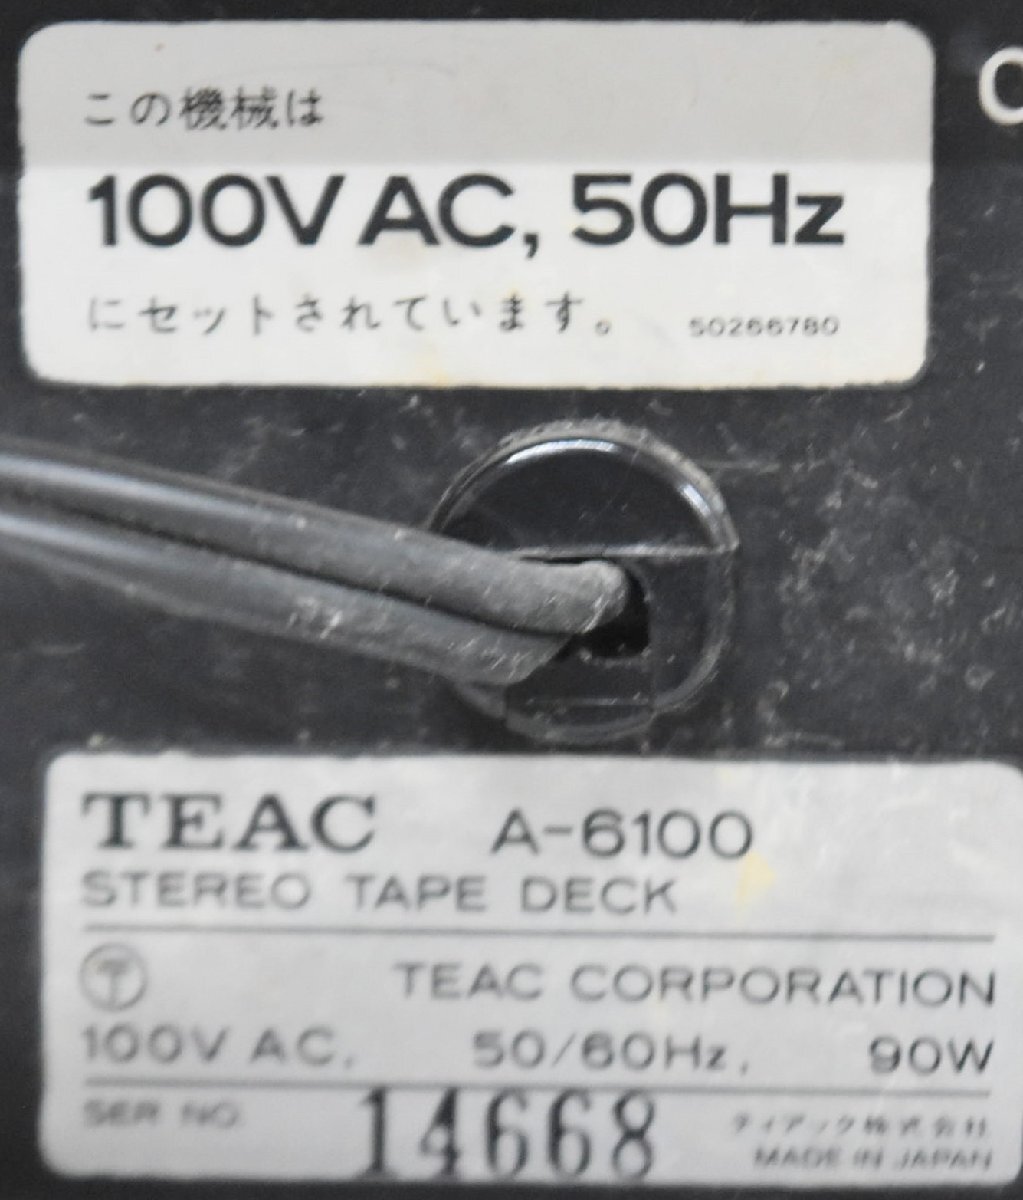 この機械は
100V AC, 50Hz
にセットされています。 50266780
TEAC A-6100
STEREO TAPE DECK
〒 TEAC CORPORATION
100V AC, 50/60Hz, 90W
SER NO. 14668
ティアック株式会社
MADE IN JAPAN